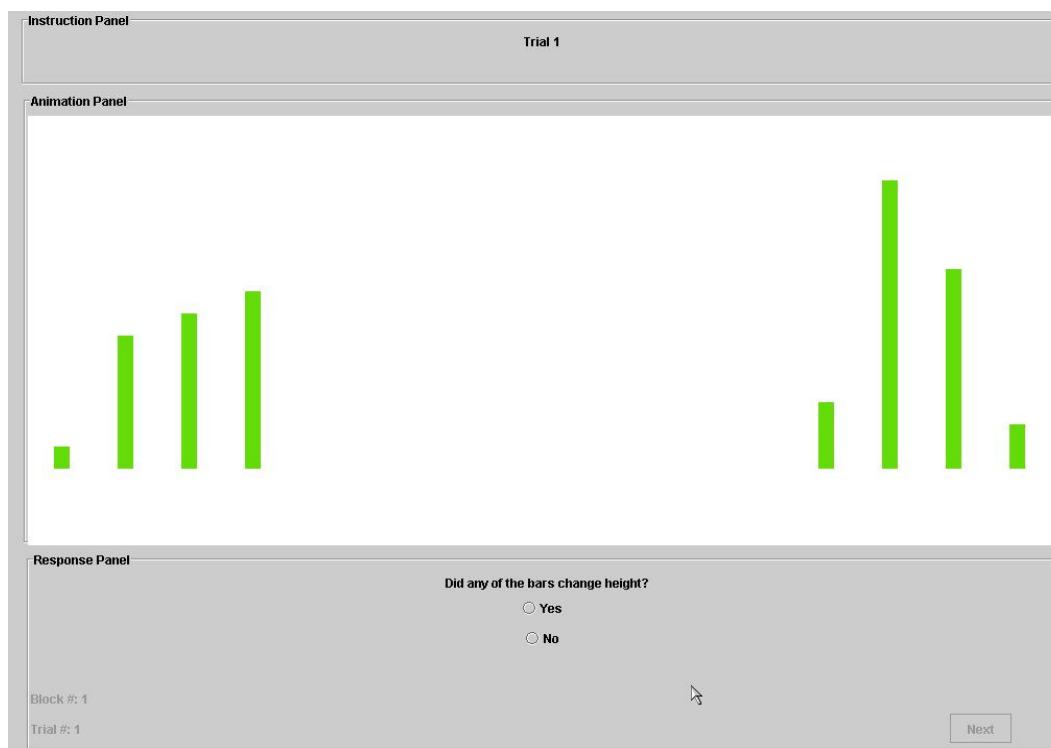 Instruction Panel
Trial 1
Animation Panel
Response Panel
Did any of the bars change height?
Yes
No
Block #: 1
Trial #: 1
Next